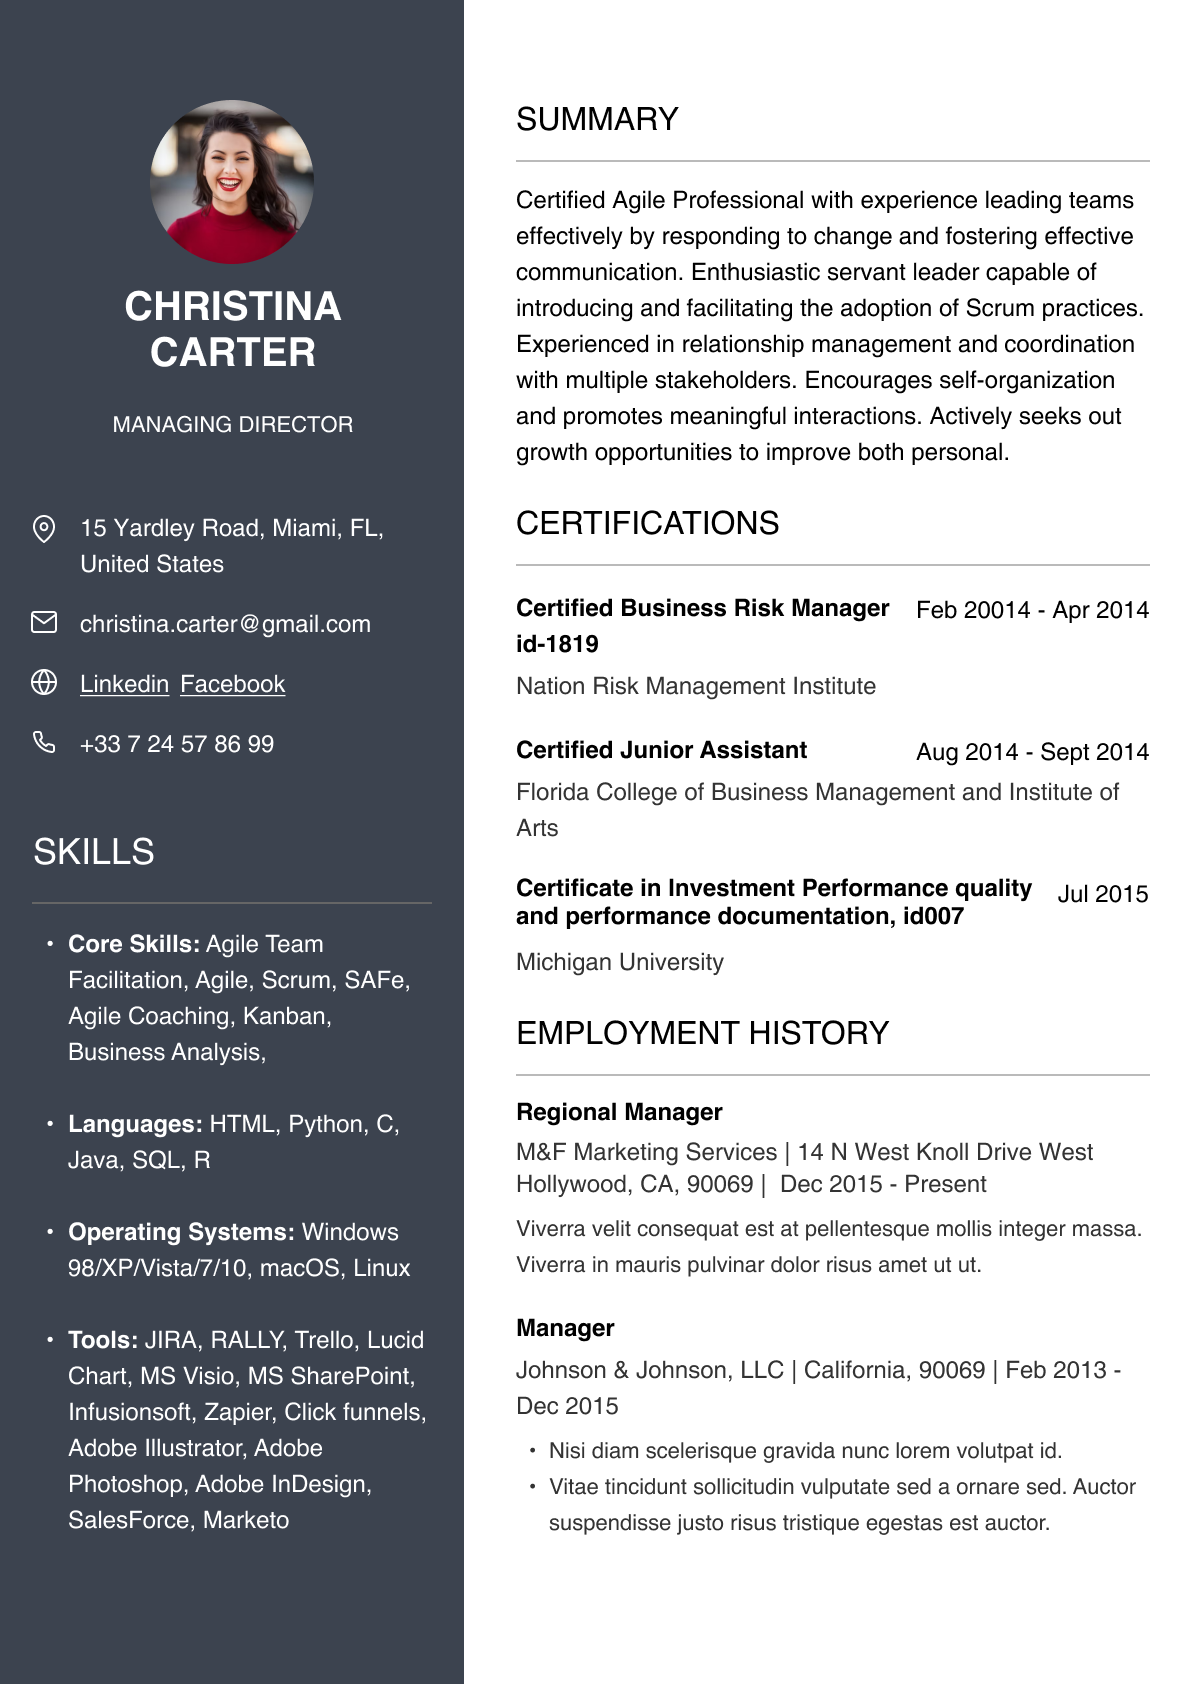 CHRISTINA
CARTER
MANAGING DIRECTOR
15 Yardley Road, Miami, FL,
United States
christina.carter@gmail.com
Linkedin Facebook
+33 7 24 57 86 99
SKILLS
• Core Skills: Agile Team
Facilitation, Agile, Scrum, SAFe,
Agile Coaching, Kanban,
Business Analysis,
• Languages: HTML, Python, C,
Java, SQL, R
• Operating Systems: Windows
98/XP/Vista/7/10, macOS, Linux
• Tools: JIRA, RALLY, Trello, Lucid
Chart, MS Visio, MS SharePoint,
Infusionsoft, Zapier, Click funnels,
Adobe Illustrator, Adobe
Photoshop, Adobe InDesign,
SalesForce, Marketo
SUMMARY
Certified Agile Professional with experience leading teams
effectively by responding to change and fostering effective
communication. Enthusiastic servant leader capable of
introducing and facilitating the adoption of Scrum practices.
Experienced in relationship management and coordination
with multiple stakeholders. Encourages self-organization
and promotes meaningful interactions. Actively seeks out
growth opportunities to improve both personal.
CERTIFICATIONS
Certified Business Risk Manager Feb 20014 - Apr 2014
id-1819
Nation Risk Management Institute
Certified Junior Assistant Aug 2014 - Sept 2014
Florida College of Business Management and Institute of
Arts
Certificate in Investment Performance quality Jul 2015
and performance documentation, id007
Michigan University
EMPLOYMENT HISTORY
Regional Manager
M&F Marketing Services | 14 N West Knoll Drive West
Hollywood, CA, 90069 | Dec 2015 - Present
Viverra velit consequat est at pellentesque mollis integer massa.
Viverra in mauris pulvinar dolor risus amet ut ut.
Manager
Johnson & Johnson, LLC | California, 90069 | Feb 2013 -
Dec 2015
• Nisi diam scelerisque gravida nunc lorem volutpat id.
• Vitae tincidunt sollicitudin vulputate sed a ornare sed. Auctor
suspendisse justo risus tristique egestas est auctor.